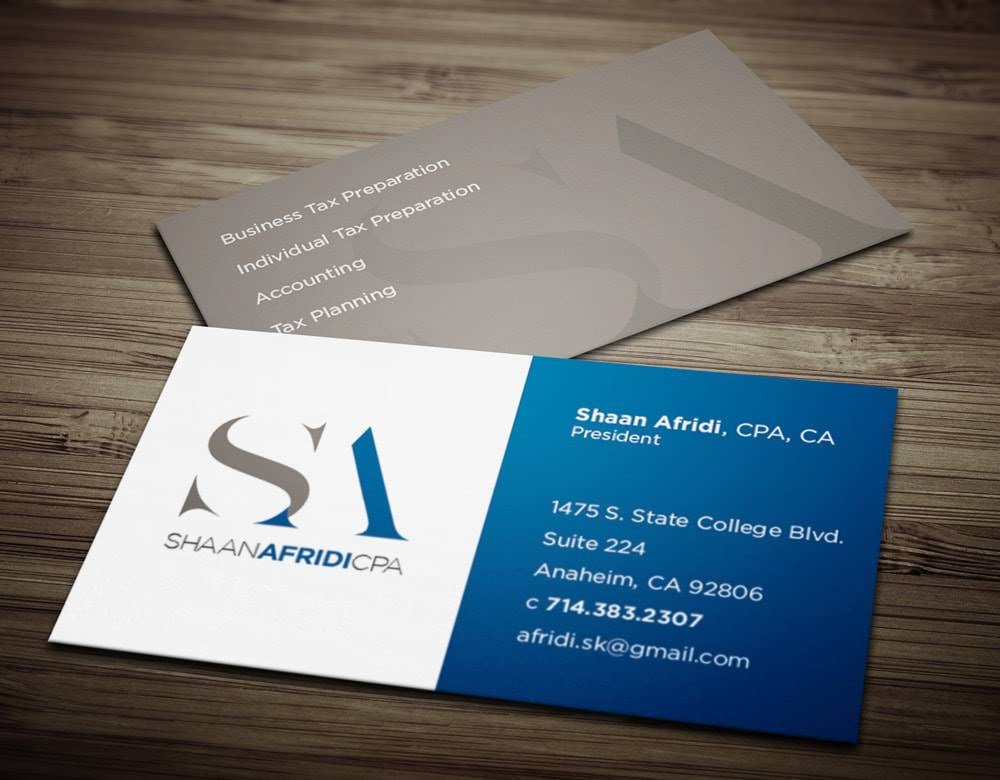 Business Tax Preparation
Individual Tax Preparation
Accounting
Tax Planning
SA
SHAANAFRIDICPA
Shaan Afridi, CPA, CA
President
1475 S. State College Blvd.
Suite 224
Anaheim, CA 92806
c 714.383.2307
afridi.sk@gmail.com